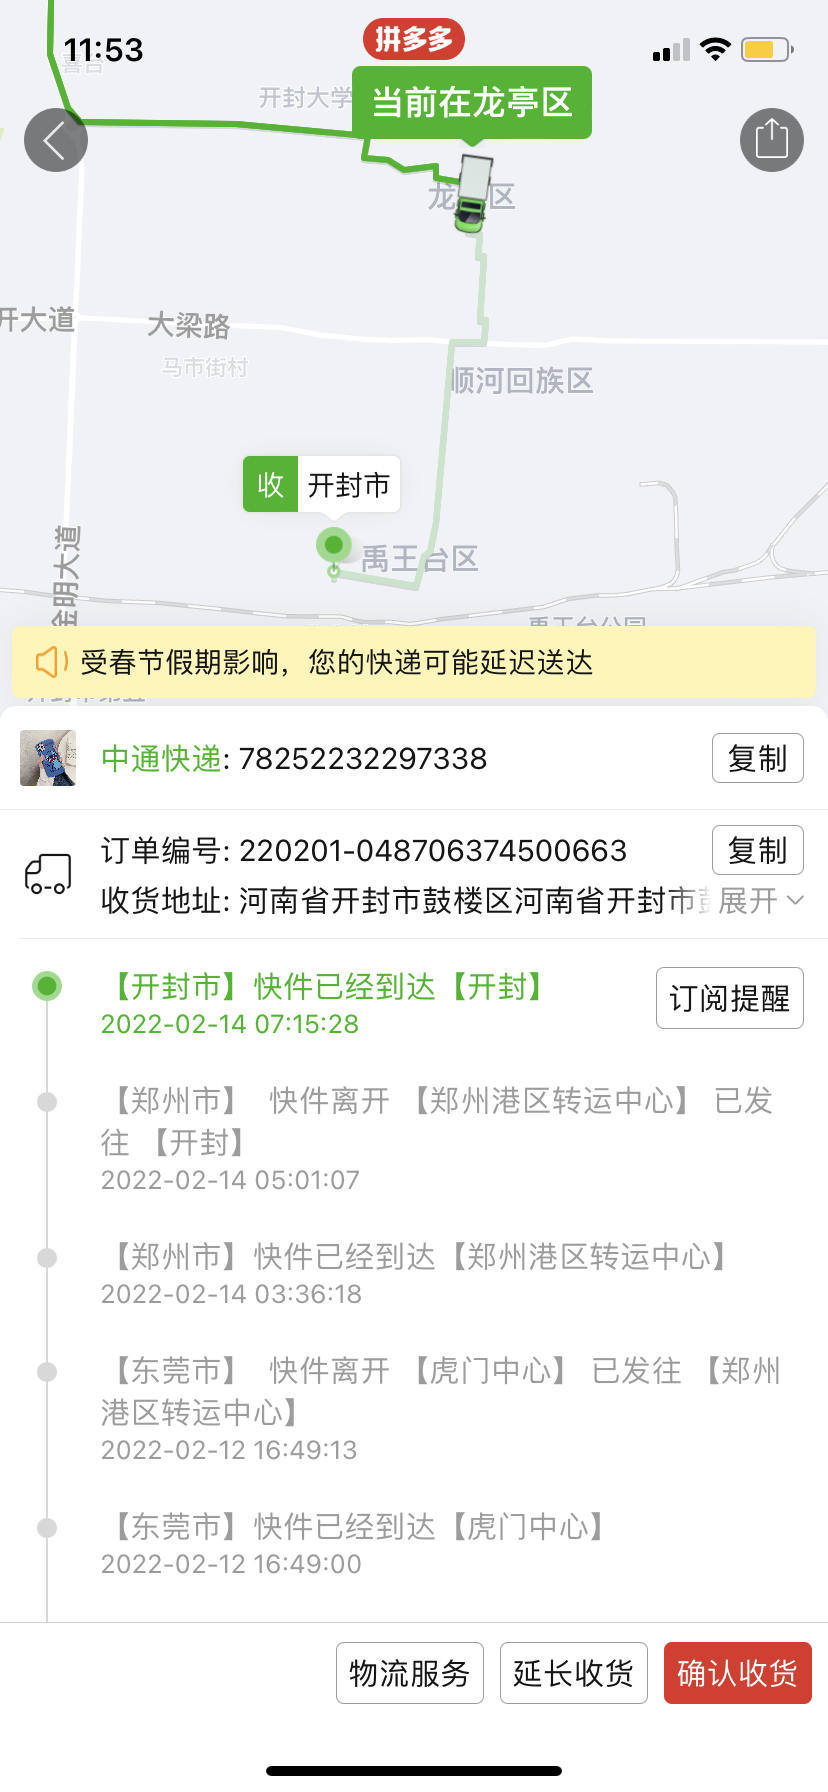 11:53
拼多多
喜台
开封大学
当前在龙亭区
龙
区
开大道
大梁路
马市街村
顺河回族区
收 开封市
禹王台区
金明大道
禹王台公园
受春节假期影响，您的快递可能延迟送达
中通快递: 78252232297338
复制
订单编号: 220201-048706374500663
复制
收货地址: 河南省开封市鼓楼区河南省开封市
展开
【开封市】快件已经到达【开封】
订阅提醒
2022-02-14 07:15:28
【郑州市】 快件离开 【郑州港区转运中心】 已发
往 【开封】
2022-02-14 05:01:07
【郑州市】快件已经到达【郑州港区转运中心】
2022-02-14 03:36:18
【东莞市】 快件离开 【虎门中心】 已发往 【郑州
港区转运中心】
2022-02-12 16:49:13
【东莞市】快件已经到达【虎门中心】
2022-02-12 16:49:00
物流服务
延长收货
确认收货